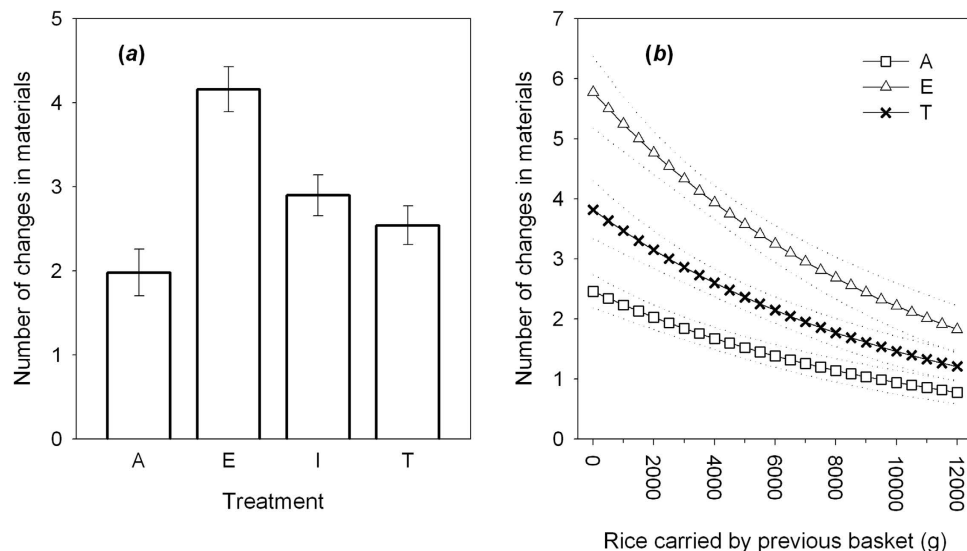 (a)
Number of changes in materials
5
4
3
2
1
0
A E I T
Treatment
(b)
Number of changes in materials
7
6
5
4
3
2
1
0
A
E
T
0 2000 4000 6000 8000 10000 12000
Rice carried by previous basket (g)